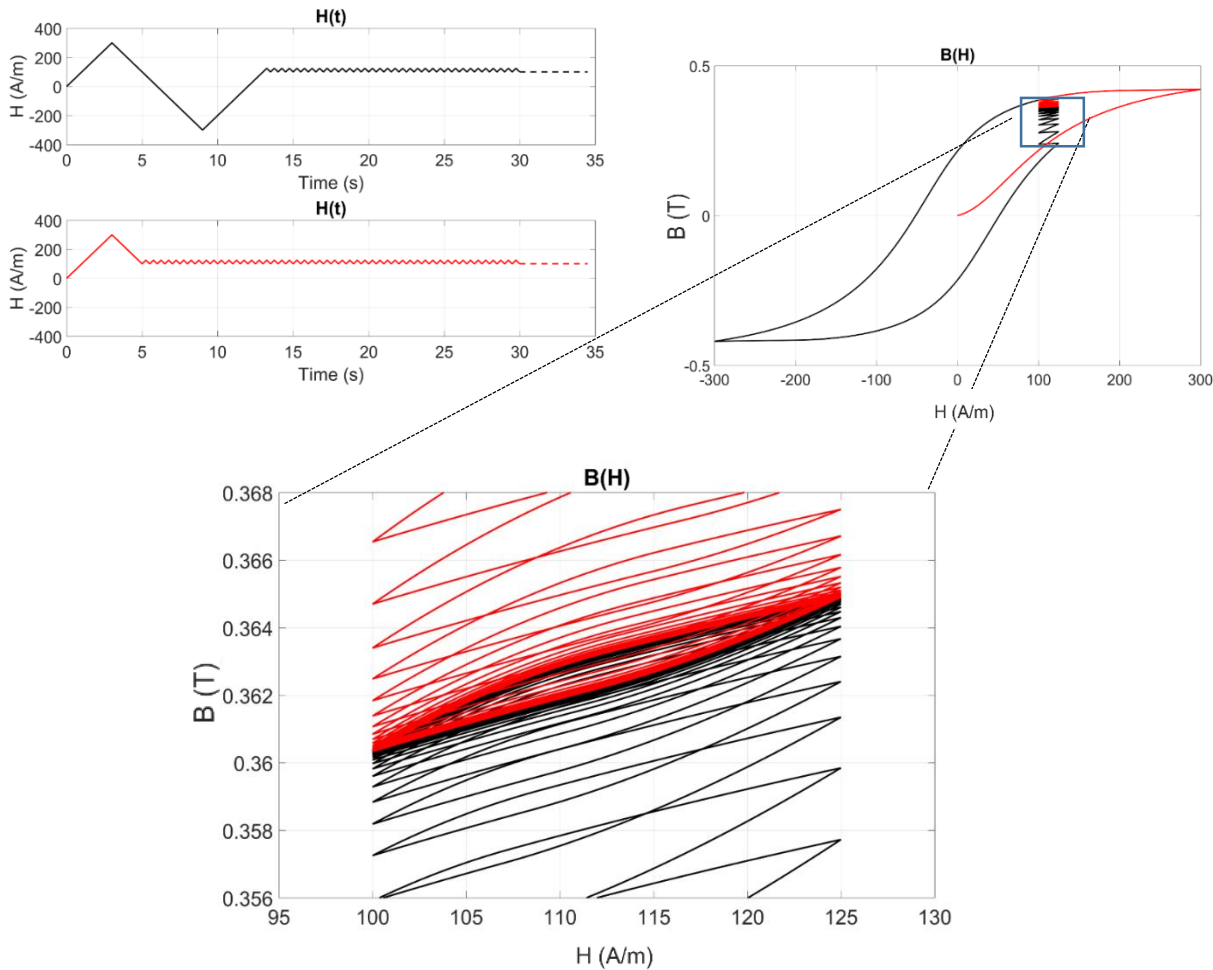 H(t)
400
200
0
-200
-400
H (A/m)
0 5 10 15 20 25 30 35
Time (s)
H(t)
400
200
0
-200
-400
H (A/m)
0 5 10 15 20 25 30 35
Time (s)
B(H)
0.5
0
-0.5
B (T)
-300 -200 -100 0 100 200 300
H (A/m)
B(H)
0.368
0.366
0.364
0.362
0.36
0.358
0.356
B (T)
95 100 105 110 115 120 125 130
H (A/m)